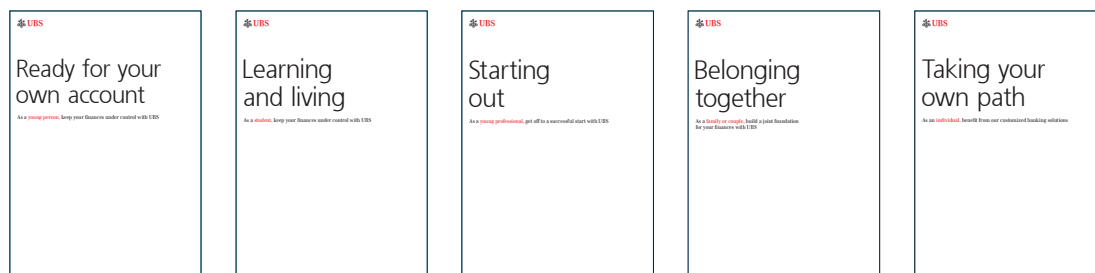 UBS
Ready for your
own account
As a young person, keep your finances under control with UBS
UBS
Learning
and living
As a student, keep your finances under control with UBS
UBS
Starting
out
As a young professional, get off to a successful start with UBS
UBS
Belonging
together
As a family or couple, build a joint foundation
for your finances with UBS
UBS
Taking your
own path
As an individual, benefit from our customized banking solutions